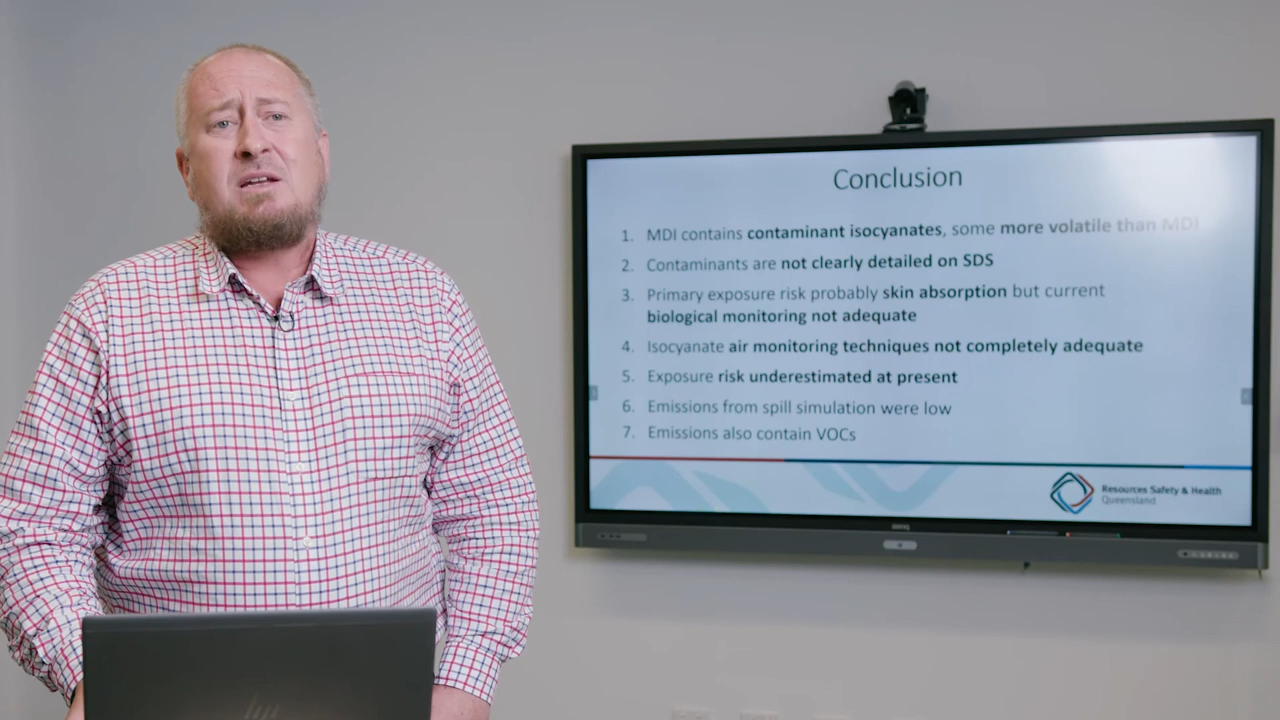 Conclusion
1. MDI contains contaminant isocyanates, some more volatile than MDI
2. Contaminants are not clearly detailed on SDS
3. Primary exposure risk probably skin absorption but current
biological monitoring not adequate
4. Isocyanate air monitoring techniques not completely adequate
5. Exposure risk underestimated at present
6. Emissions from spill simulation were low
7. Emissions also contain VOCs
Resources Safety & Health
Queensland
BenQ
hp